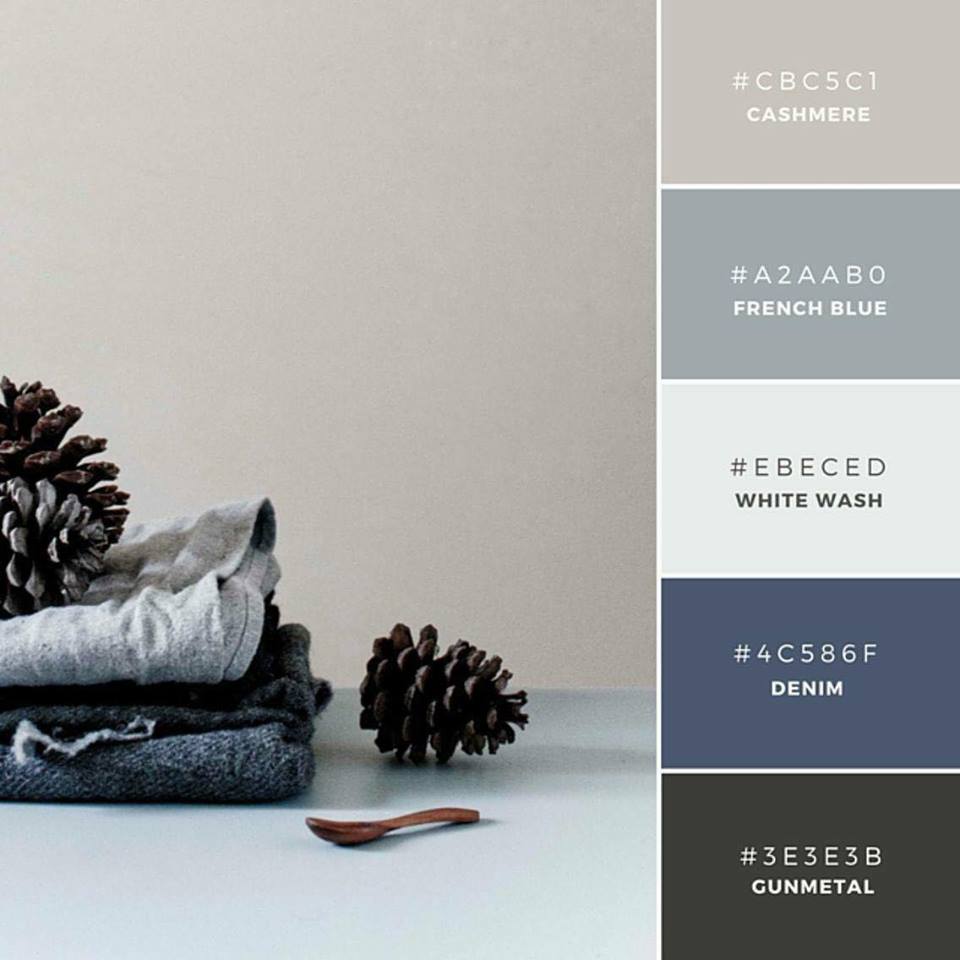 #CBC5C1
CASHMERE
#A2AAB0
FRENCH BLUE
#EBECED
WHITE WASH
#4C586F
DENIM
#3E3E3B
GUNMETAL